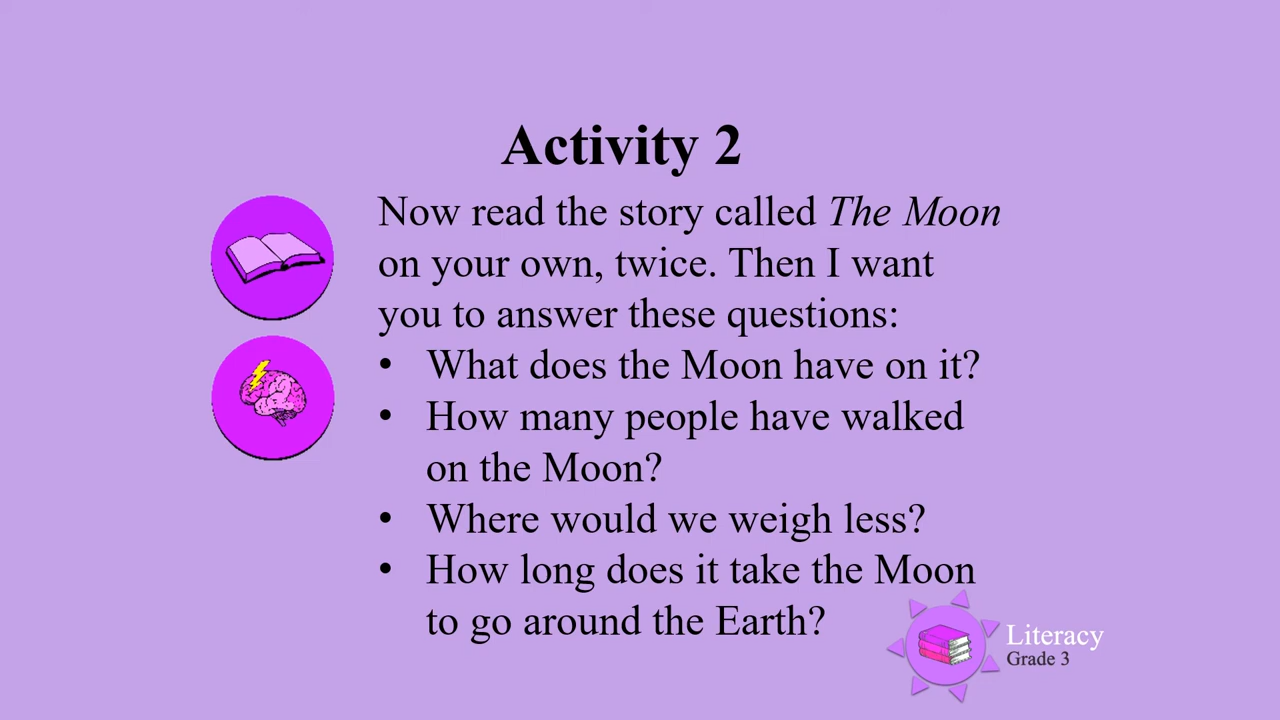 Activity 2
Now read the story called The Moon
on your own, twice. Then I want
you to answer these questions:
• What does the Moon have on it?
• How many people have walked
on the Moon?
• Where would we weigh less?
• How long does it take the Moon
to go around the Earth?
Literacy
Grade 3